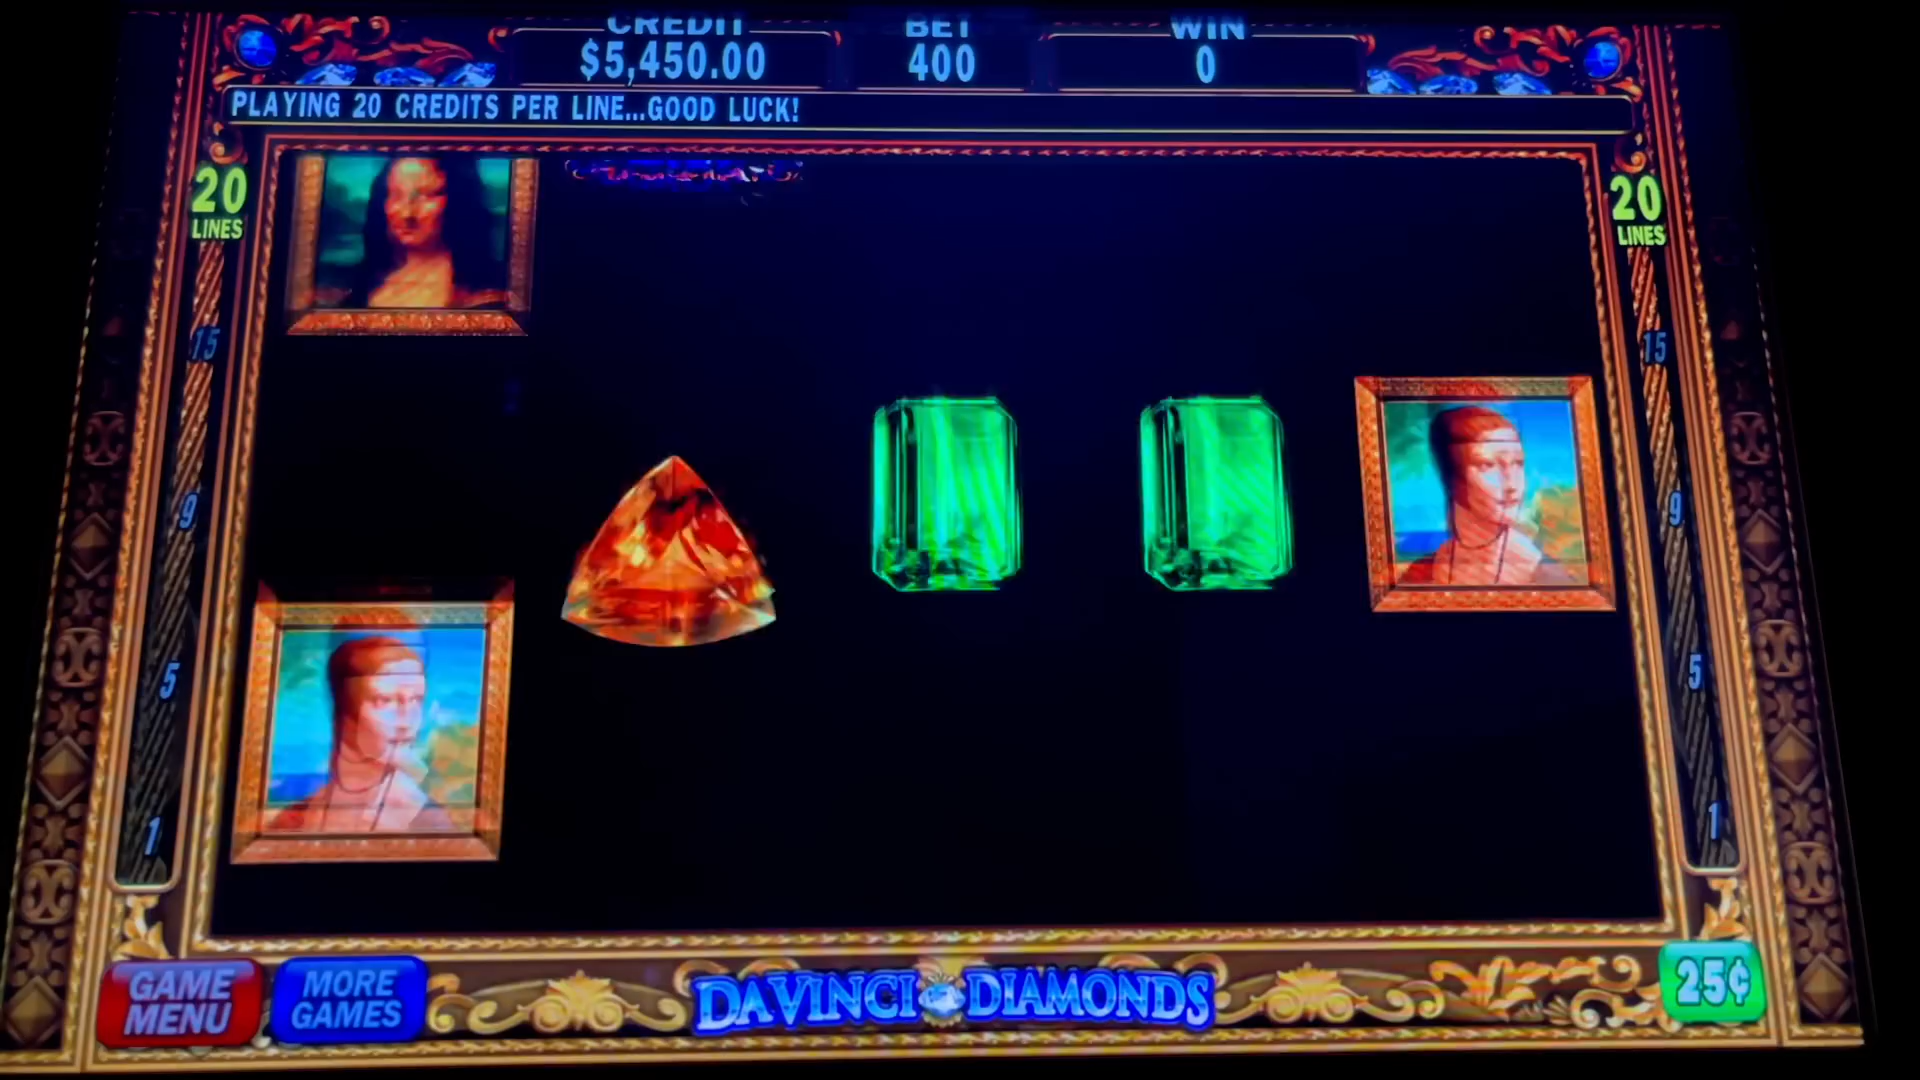 CREDIT BET WIN
$5,450.00 400 0
PLAYING 20 CREDITS PER LINE...GOOD LUCK!
20 20
LINES LINES
15 15
9 9
5 5
1 1
GAME MENU
MORE GAMES
DAVINCI DIAMONDS
25¢